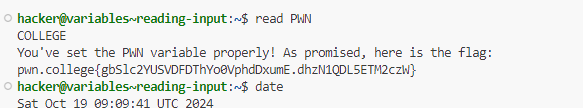 hacker@variables~reading-input:~$ read PWN
COLLEGE
You've set the PWN variable properly! As promised, here is the flag:
pwn.college{gbSlc2YUSVDFDThYo0VphdDxumE.dhzN1QDL5ETM2czW}
hacker@variables~reading-input:~$ date
Sat Oct 19 09:09:41 UTC 2024